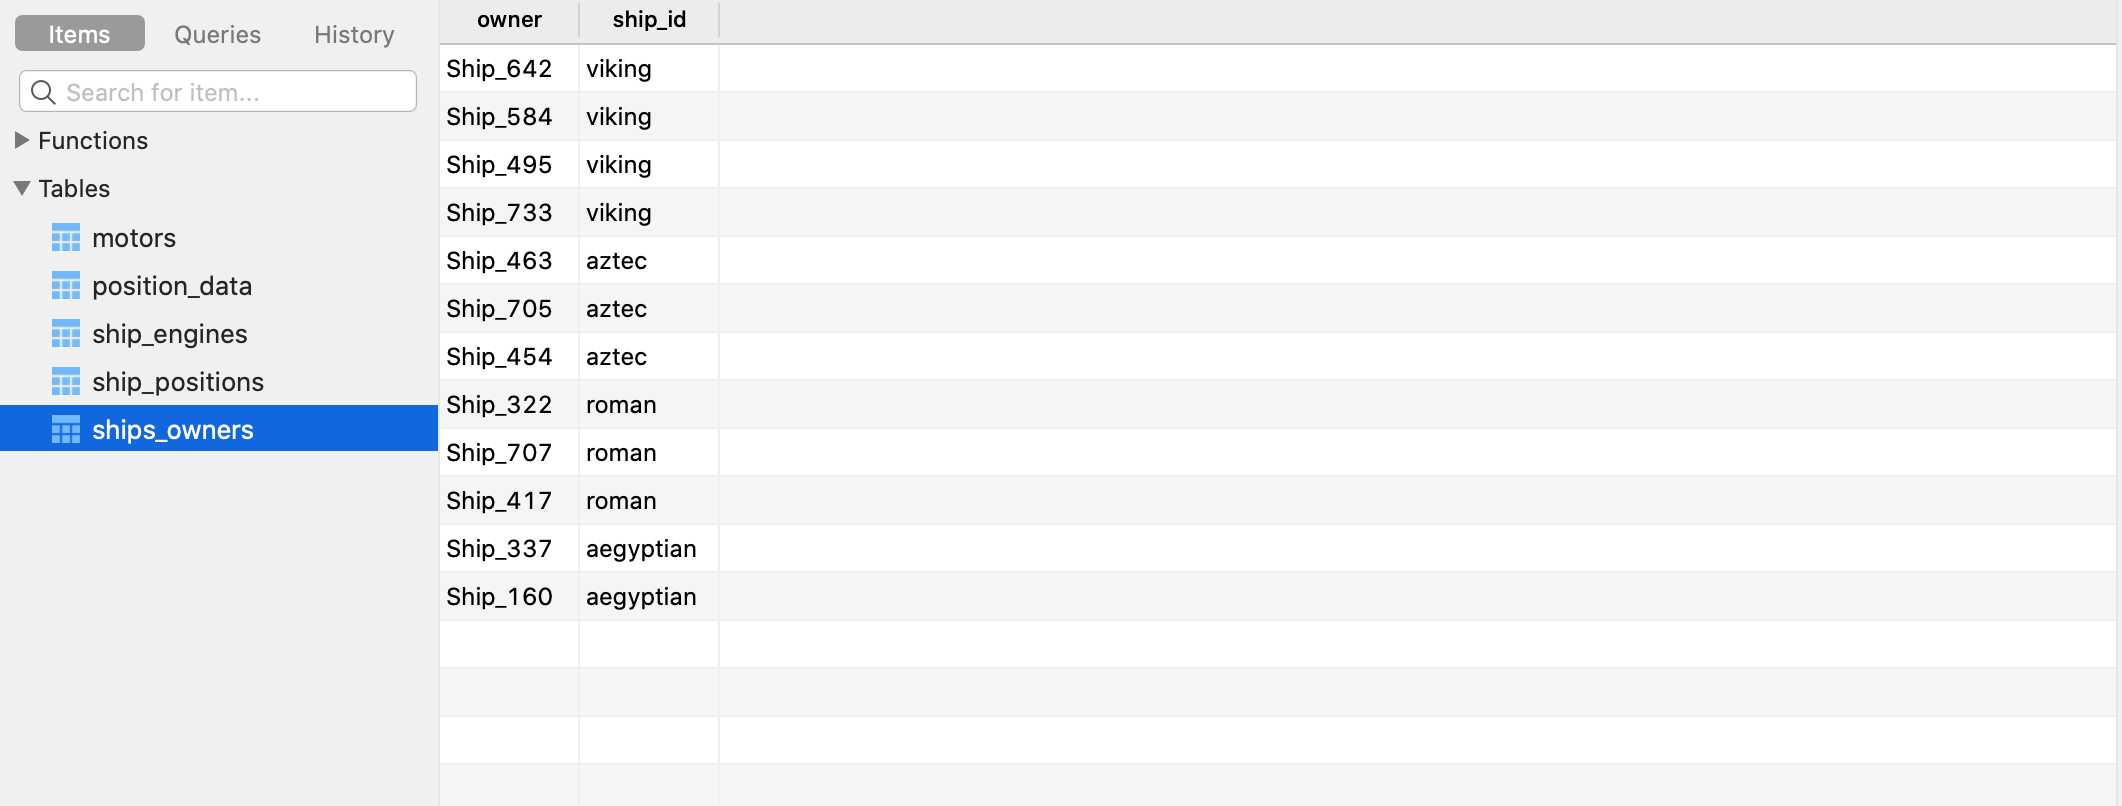 Items Queries History
Search for item...
Functions
Tables
motors
position_data
ship_engines
ship_positions
ships_owners
owner ship_id
Ship_642 viking
Ship_584 viking
Ship_495 viking
Ship_733 viking
Ship_463 aztec
Ship_705 aztec
Ship_454 aztec
Ship_322 roman
Ship_707 roman
Ship_417 roman
Ship_337 aegyptian
Ship_160 aegyptian